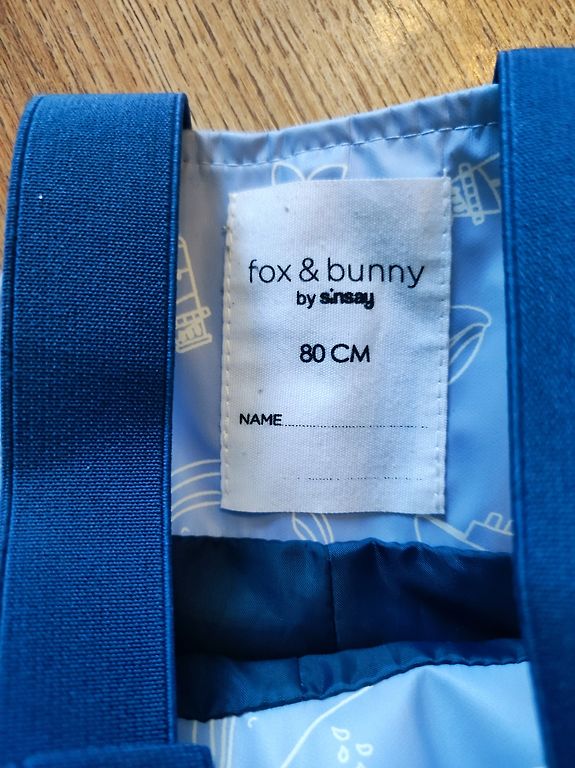 fox & bunny
by sinsay
80 CM
NAME